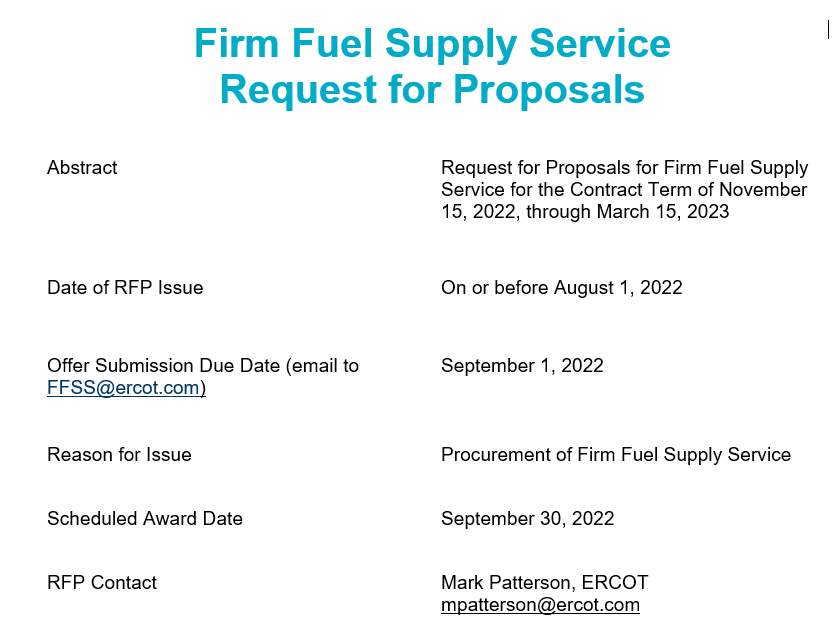 Firm Fuel Supply Service
Request for Proposals
Abstract
Request for Proposals for Firm Fuel Supply
Service for the Contract Term of November
15, 2022, through March 15, 2023
Date of RFP Issue
On or before August 1, 2022
Offer Submission Due Date (email to
FFSS@ercot.com)
September 1, 2022
Reason for Issue
Procurement of Firm Fuel Supply Service
Scheduled Award Date
September 30, 2022
RFP Contact
Mark Patterson, ERCOT
mpatterson@ercot.com